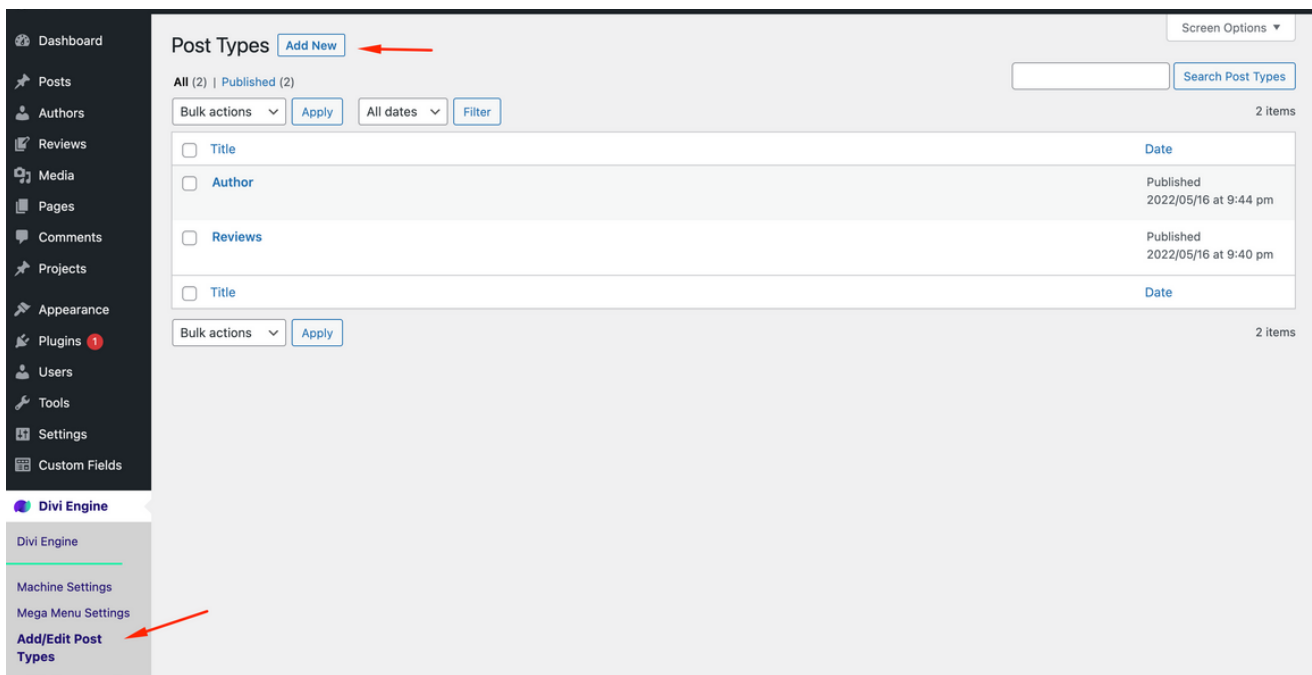 Dashboard
Posts
Authors
Reviews
Media
Pages
Comments
Projects
Appearance
Plugins 1
Users
Tools
Settings
Custom Fields
Divi Engine
Divi Engine
Machine Settings
Mega Menu Settings
Add/Edit Post
Types
Screen Options
Post Types Add New
All (2) | Published (2)
Search Post Types
Bulk actions Apply All dates Filter
2 items
Title Date
Author Published
2022/05/16 at 9:44 pm
Reviews Published
2022/05/16 at 9:40 pm
Title Date
Bulk actions Apply
2 items